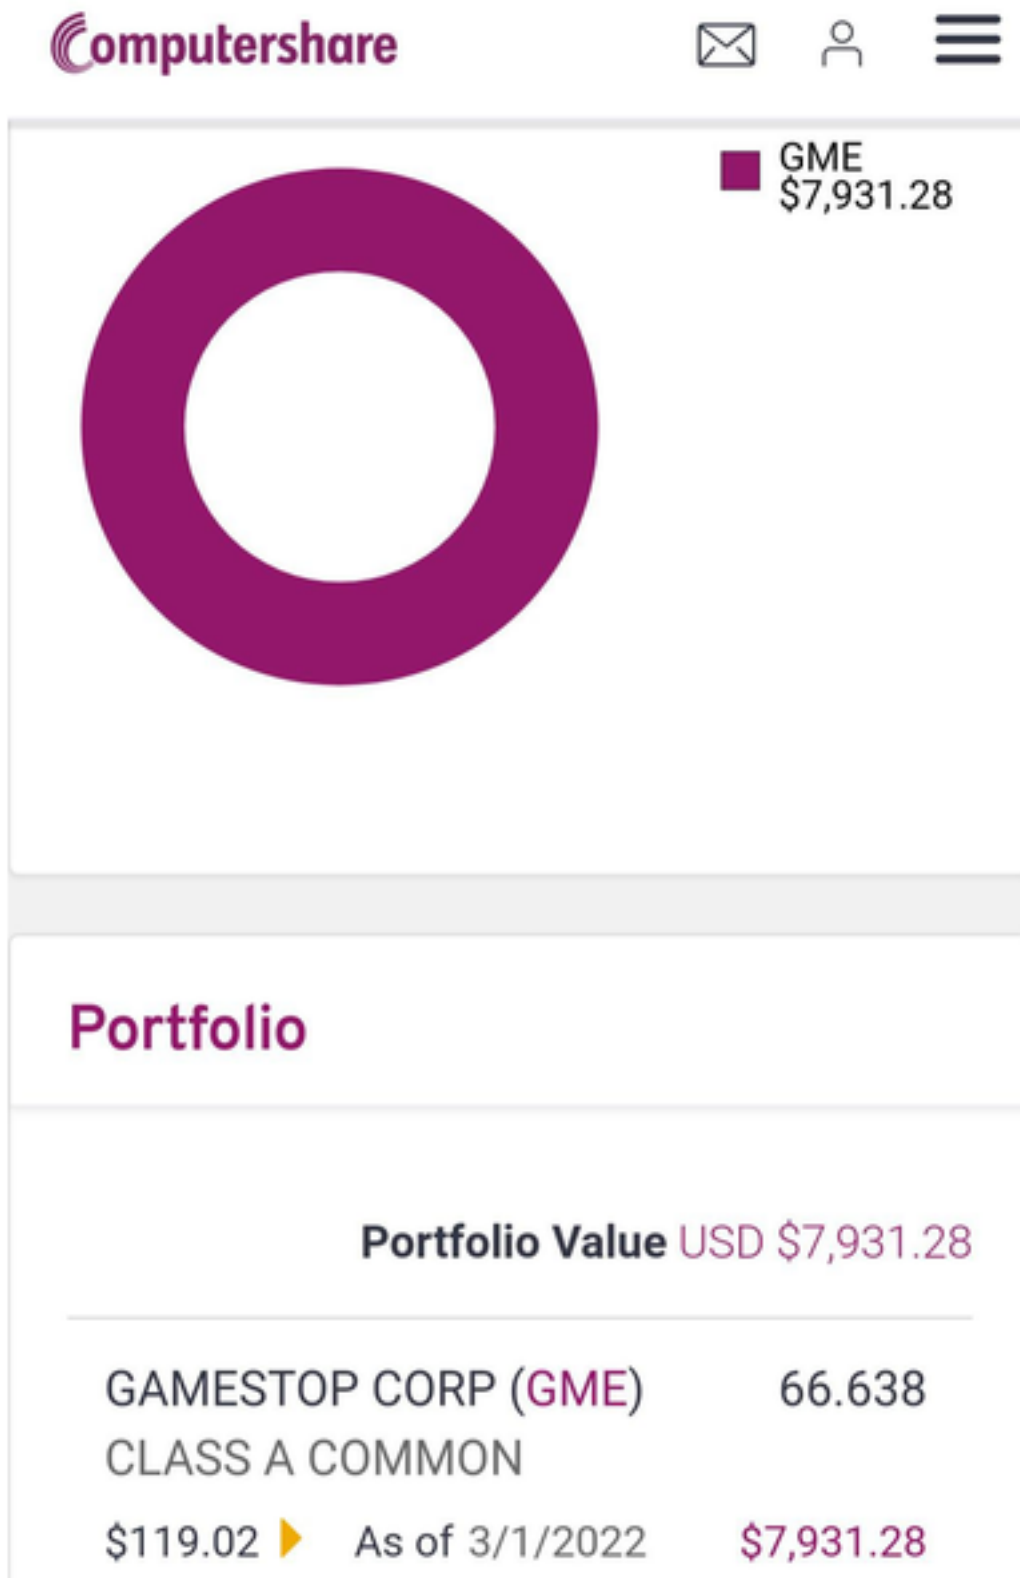 Computershare
GME
$7,931.28
Portfolio
Portfolio Value USD $7,931.28
GAMESTOP CORP (GME) 66.638
CLASS A COMMON
$119.02 As of 3/1/2022 $7,931.28